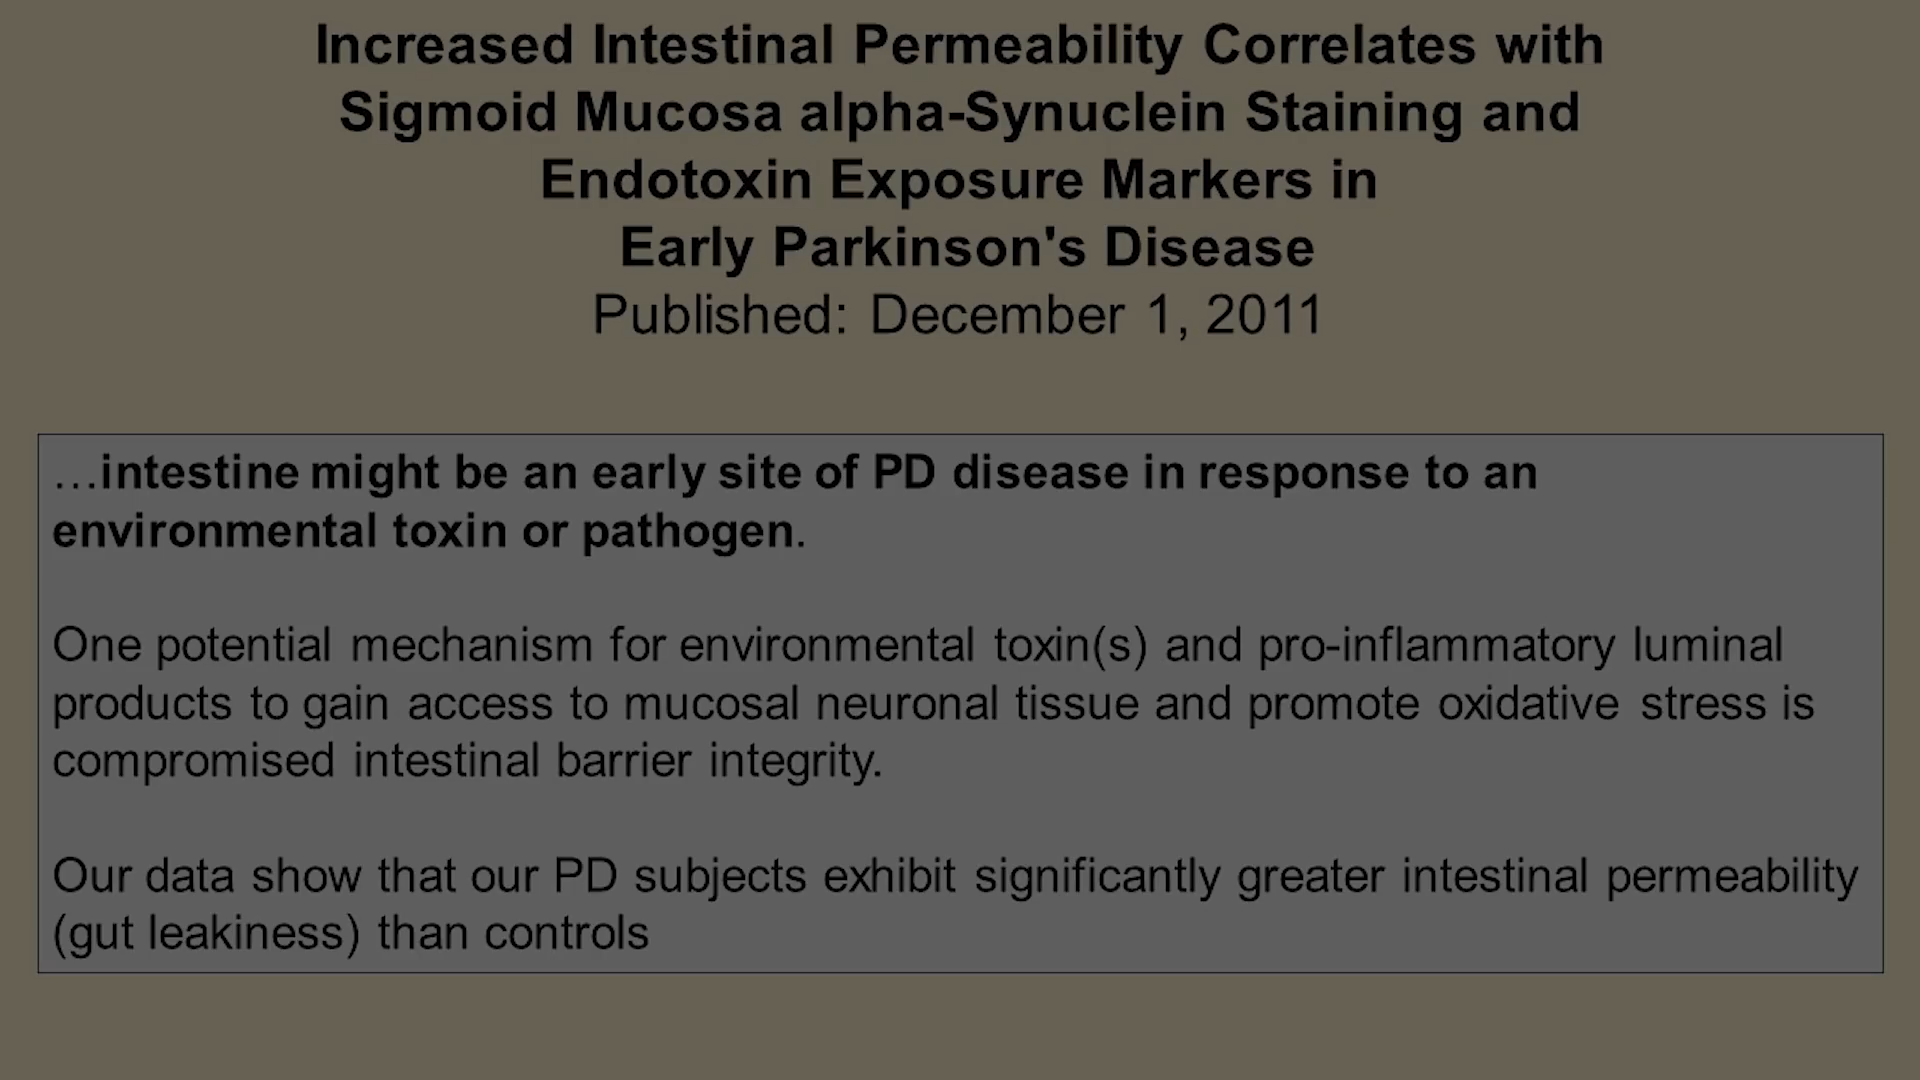 Increased Intestinal Permeability Correlates with
Sigmoid Mucosa alpha-Synuclein Staining and
Endotoxin Exposure Markers in
Early Parkinson's Disease
Published: December 1, 2011
…intestine might be an early site of PD disease in response to an
environmental toxin or pathogen.
One potential mechanism for environmental toxin(s) and pro-inflammatory luminal
products to gain access to mucosal neuronal tissue and promote oxidative stress is
compromised intestinal barrier integrity.
Our data show that our PD subjects exhibit significantly greater intestinal permeability
(gut leakiness) than controls